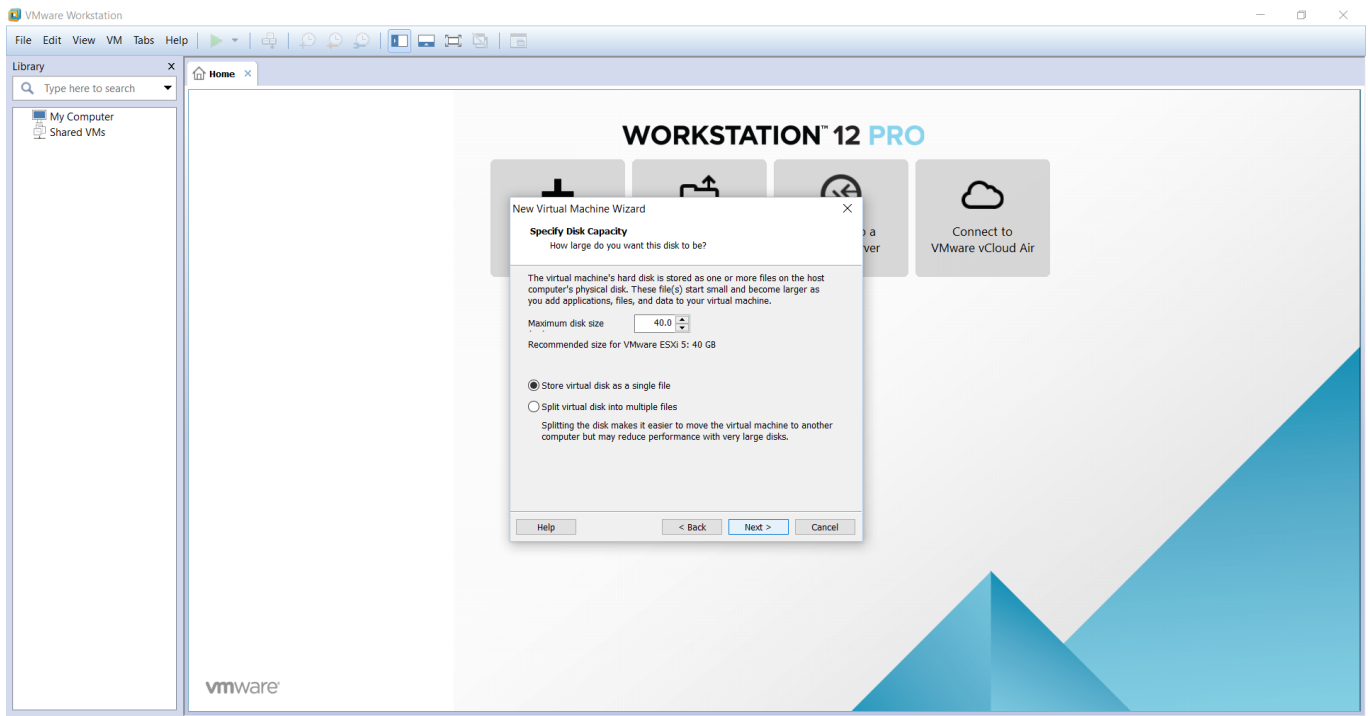 VMware Workstation
File Edit View VM Tabs Help
Library x
Home ×
Type here to search
My Computer
Shared VMs
WORKSTATION™ 12 PRO
Connect to
VMware vCloud Air
a
New Virtual Machine Wizard
Specify Disk Capacity
How large do you want this disk to be?
The virtual machine's hard disk is stored as one or more files on the host
computer's physical disk. These file(s) start small and become larger as
you add applications, files, and data to your virtual machine.
Maximum disk size 40.0
Recommended size for VMware ESXi 5: 40 GB
Store virtual disk as a single file
Split virtual disk into multiple files
Splitting the disk makes it easier to move the virtual machine to another
computer but may reduce performance with very large disks.
Help < Back Next > Cancel
vmware